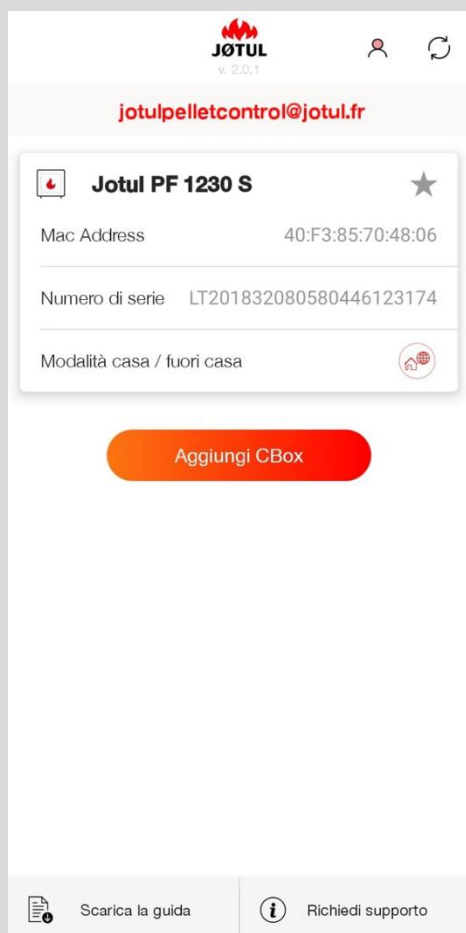 JØTUL
v. 2.0.1
jotulpelletcontrol@jotul.fr
Jotul PF 1230 S
Mac Address 40:F3:85:70:48:06
Numero di serie LT201832080580446123174
Modalità casa / fuori casa
Aggiungi CBox
Scarica la guida
Richiedi supporto